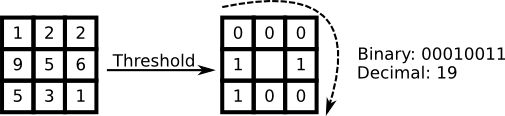 1 2 2
9 5 6
5 3 1
Threshold
0 0 0
1 1
1 0 0
Binary: 00010011
Decimal: 19